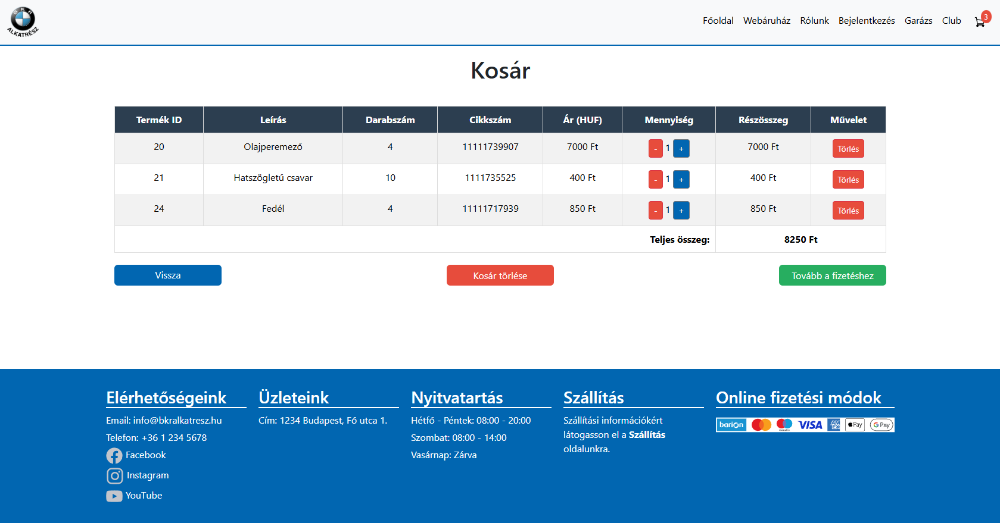 BKR
ALKATRÉSZ
Főoldal Webáruház Rólunk Bejelentkezés Garázs Club 3
Kosár
Termék ID Leírás Darabszám Cikkszám Ár (HUF) Mennyiség Részösszeg Művelet
20 Olajperemező 4 11111739907 7000 Ft - 1 + 7000 Ft Törlés
21 Hatszögletű csavar 10 1111735525 400 Ft - 1 + 400 Ft Törlés
24 Fedél 4 11111717939 850 Ft - 1 + 850 Ft Törlés
Teljes összeg: 8250 Ft
Vissza Kosár törlése Tovább a fizetéshez
Elérhetőségeink
Email: info@bkralkatresz.hu
Telefon: +36 1 234 5678
Facebook
Instagram
YouTube
Üzleteink
Cím: 1234 Budapest, Fő utca 1.
Nyitvatartás
Hétfő - Péntek: 08:00 - 20:00
Szombat: 08:00 - 14:00
Vasárnap: Zárva
Szállítás
Szállítási információkért
látogasson el a Szállítás
oldalunkra.
Online fizetési módok
barion maestro VISA AMEX Pay G Pay